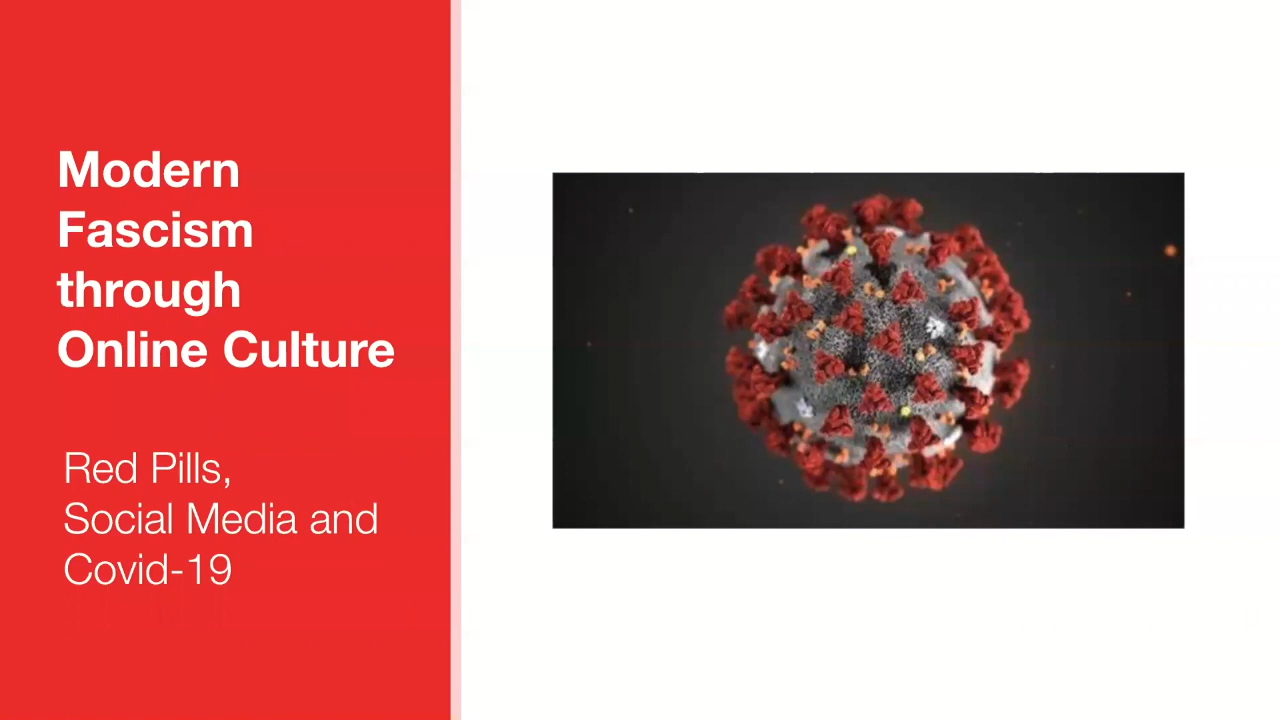 Modern
Fascism
through
Online Culture
Red Pills,
Social Media and
Covid-19